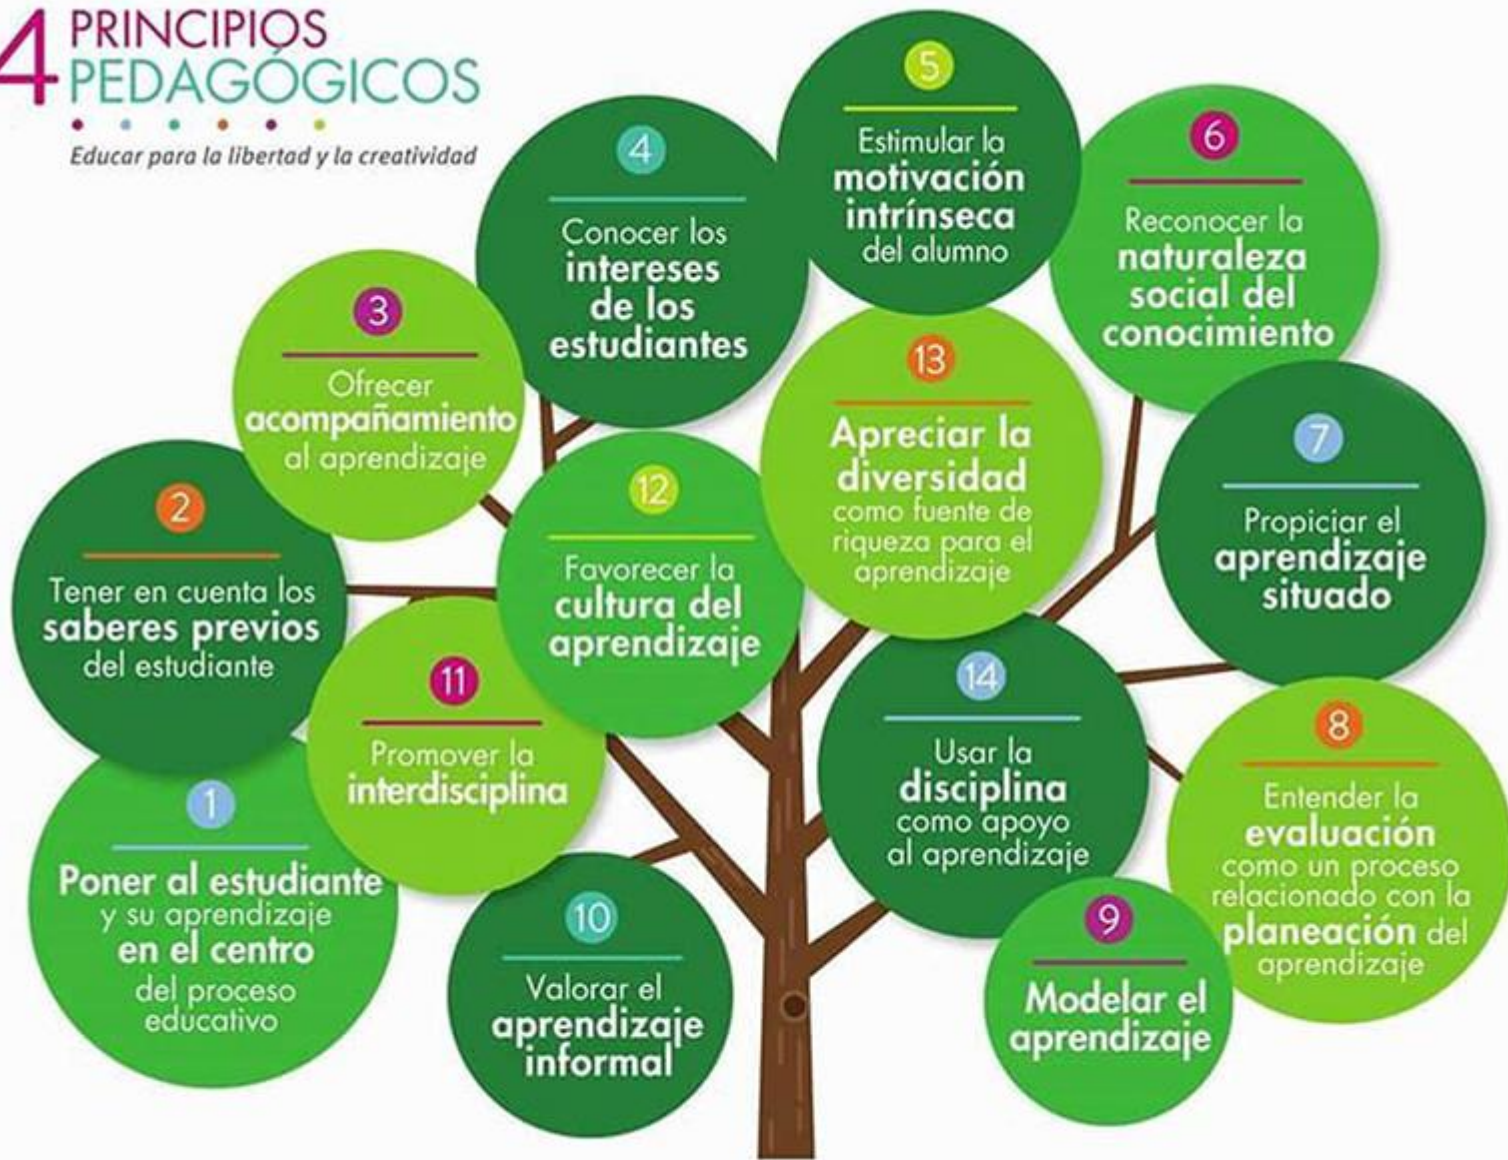 4 PRINCIPIOS
PEDAGÓGICOS
Educar para la libertad y la creatividad
1
Poner al estudiante
y su aprendizaje
en el centro
del proceso
educativo
2
Tener en cuenta los
saberes previos
del estudiante
3
Ofrecer
acompañamiento
al aprendizaje
4
Conocer los
intereses
de los
estudiantes
5
Estimular la
motivación
intrínseca
del alumno
6
Reconocer la
naturaleza
social del
conocimiento
7
Propiciar el
aprendizaje
situado
8
Entender la
evaluación
como un proceso
relacionado con la
planeación del
aprendizaje
9
Modelar el
aprendizaje
10
Valorar el
aprendizaje
informal
11
Promover la
interdisciplina
12
Favorecer la
cultura del
aprendizaje
13
Apreciar la
diversidad
como fuente de
riqueza para el
aprendizaje
14
Usar la
disciplina
como apoyo
al aprendizaje